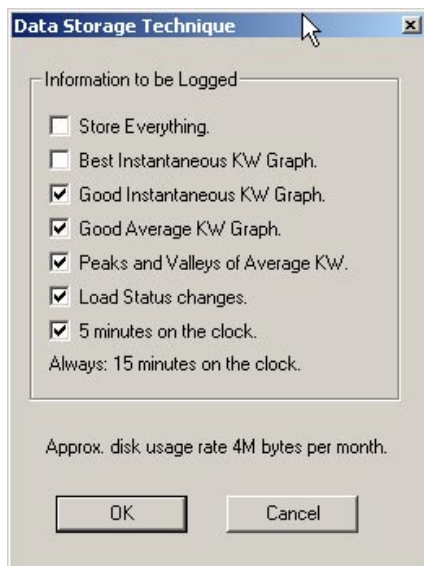 Data Storage Technique
Information to be Logged
Store Everything.
Best Instantaneous KW Graph.
Good Instantaneous KW Graph.
Good Average KW Graph.
Peaks and Valleys of Average KW.
Load Status changes.
5 minutes on the clock.
Always: 15 minutes on the clock.
Approx. disk usage rate 4M bytes per month.
OK Cancel